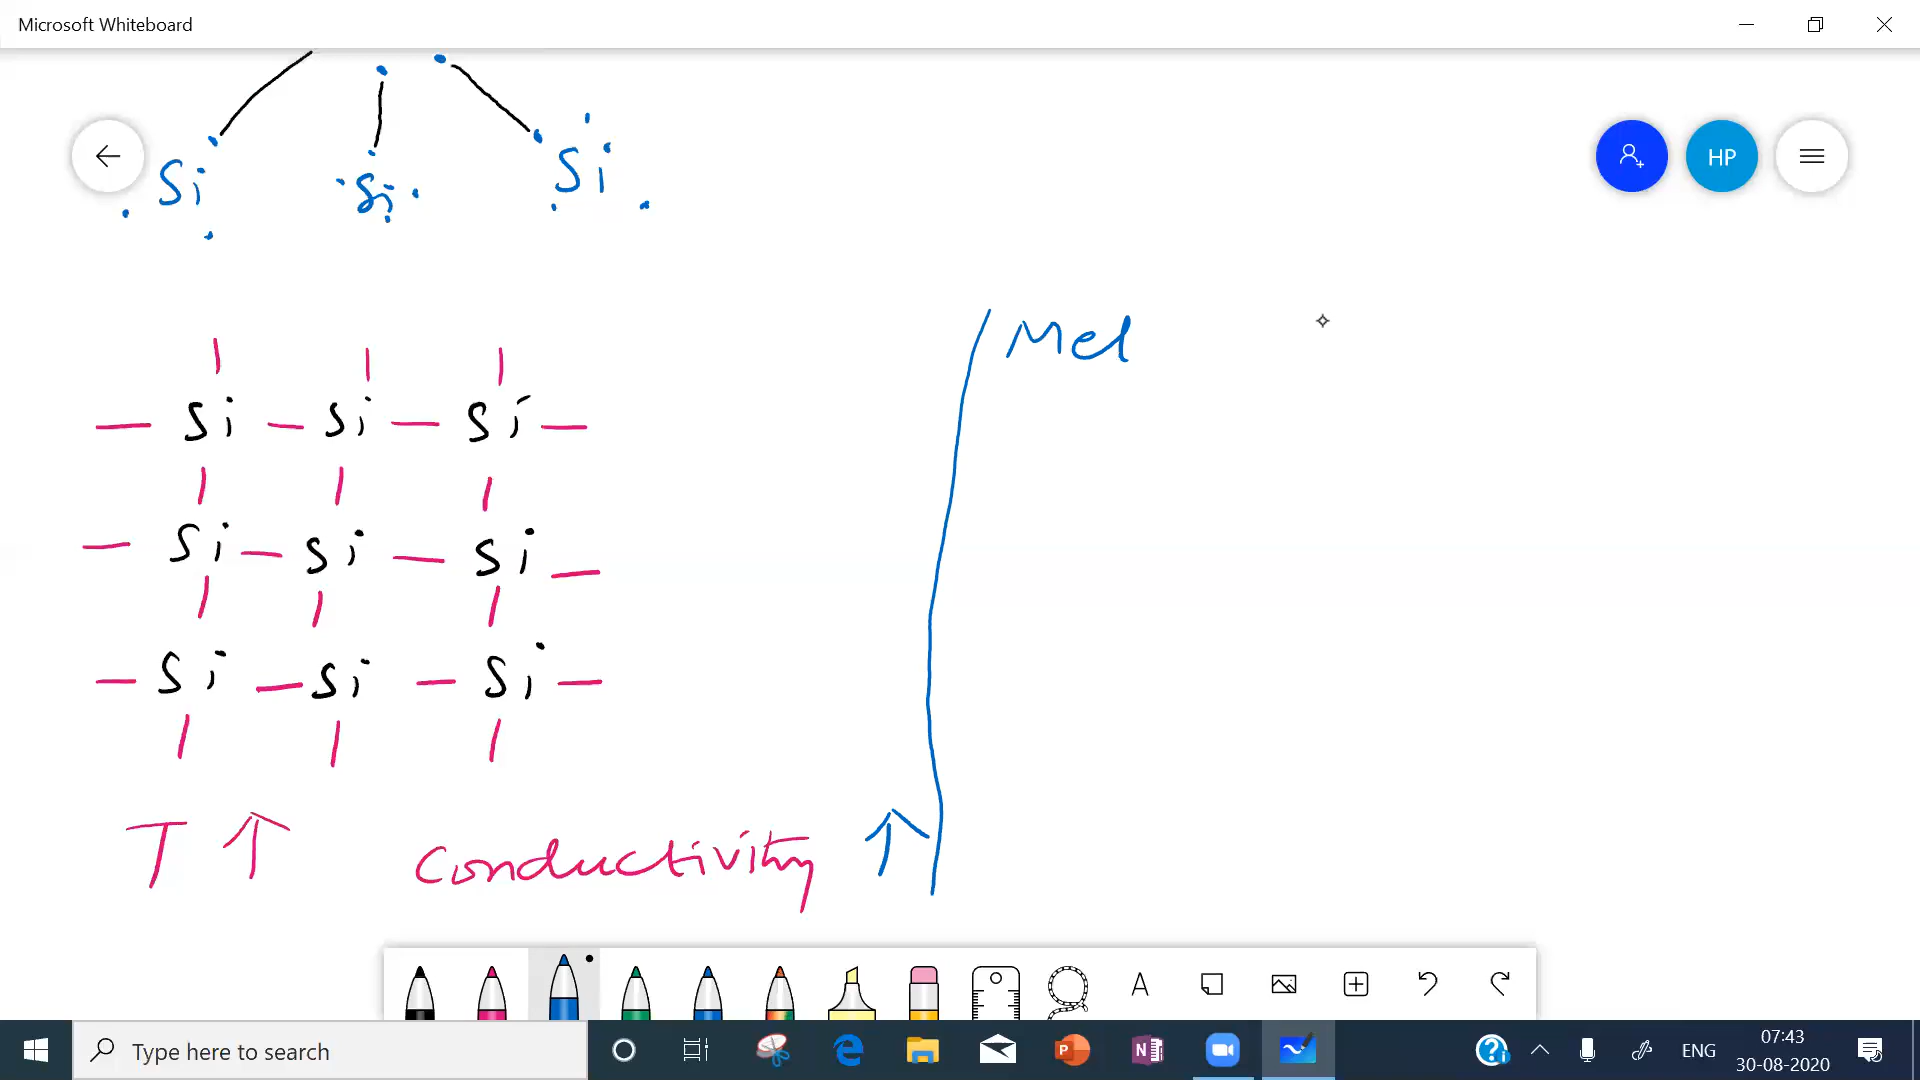 Microsoft Whiteboard
HP
Si Si Si
Mel
Si Si Si
Si Si Si
Si Si Si
T ↑ Conductivity ↑
A
Type here to search
ENG
07:43
30-08-2020